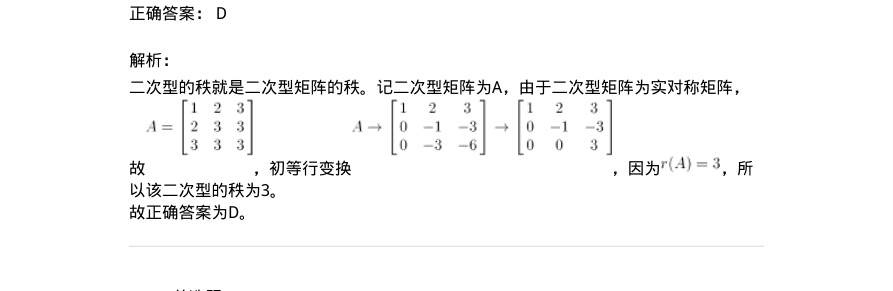 正确答案： D
解析：
二次型的秩就是二次型矩阵的秩。记二次型矩阵为A，由于二次型矩阵为实对称矩阵，
故 A = [1 2 3; 2 3 3; 3 3 3] ，初等行变换 A → [1 2 3; 0 −1 −3; 0 −3 −6] → [1 2 3; 0 −1 −3; 0 0 3] ，因为r(A) = 3，所
以该二次型的秩为3。
故正确答案为D。